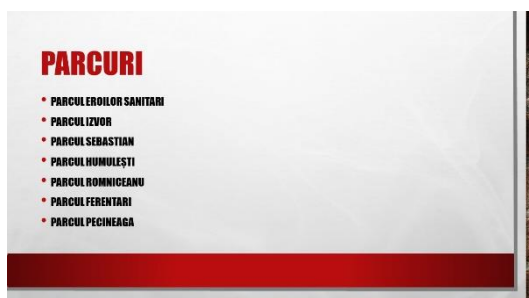 PARCURI
• PARCUL EROILOR SANITARI
• PARCUL IZVOR
• PARCUL SEBASTIAN
• PARCUL HUMULEȘTI
• PARCUL ROMNICEANU
• PARCUL FERENTARI
• PARCUL PECINEAGA